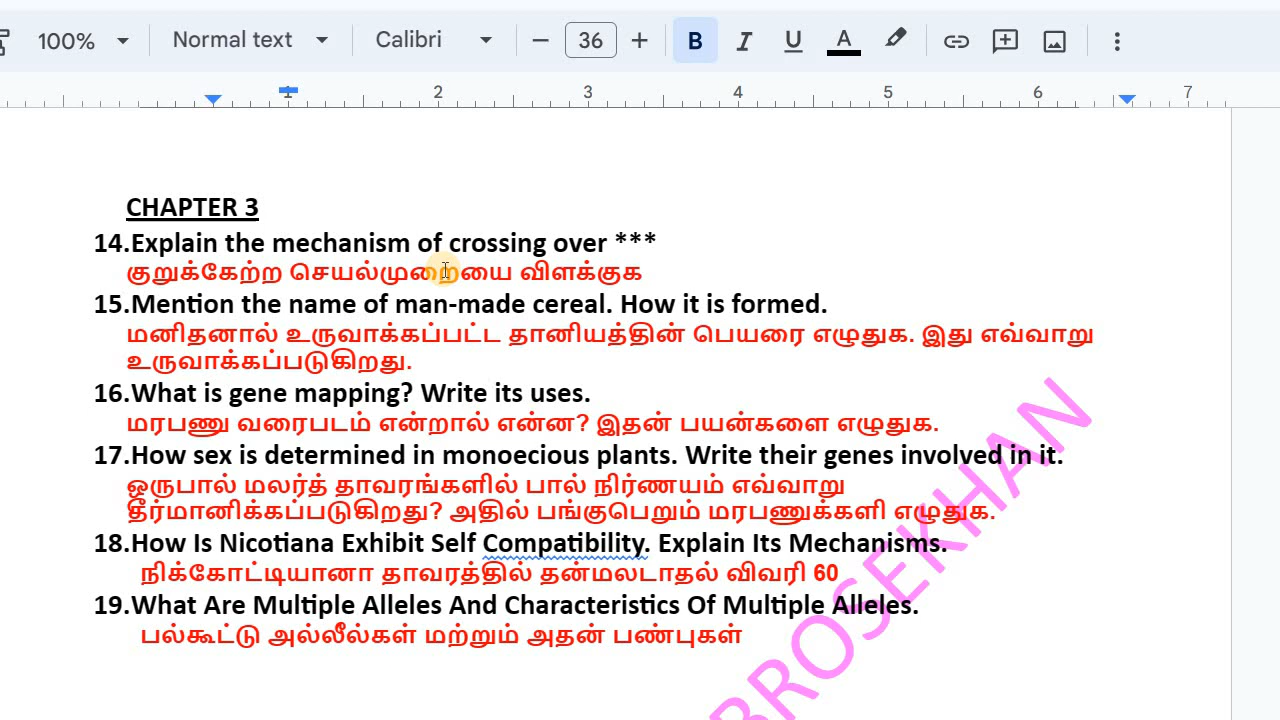 100% Normal text Calibri 36 B I U A
1 2 3 4 5 6 7
CHAPTER 3
14.Explain the mechanism of crossing over ***
குறுக்கேற்ற செயல்முறையை விளக்குக
15.Mention the name of man-made cereal. How it is formed.
மனிதனால் உருவாக்கப்பட்ட தானியத்தின் பெயரை எழுதுக. இது எவ்வாறு
உருவாக்கப்படுகிறது.
16.What is gene mapping? Write its uses.
மரபணு வரைபடம் என்றால் என்ன? இதன் பயன்களை எழுதுக.
17.How sex is determined in monoecious plants. Write their genes involved in it.
ஒருபால் மலர்த் தாவரங்களில் பால் நிர்ணயம் எவ்வாறு
தீர்மானிக்கப்படுகிறது? அதில் பங்குபெறும் மரபணுக்களி எழுதுக.
18.How Is Nicotiana Exhibit Self Compatibility. Explain Its Mechanisms.
நிக்கோட்டியானா தாவரத்தில் தன்மலடாதல் விவரி 60
19.What Are Multiple Alleles And Characteristics Of Multiple Alleles.
பல்கூட்டு அல்லீல்கள் மற்றும் அதன் பண்புகள்
BROSEKHAN